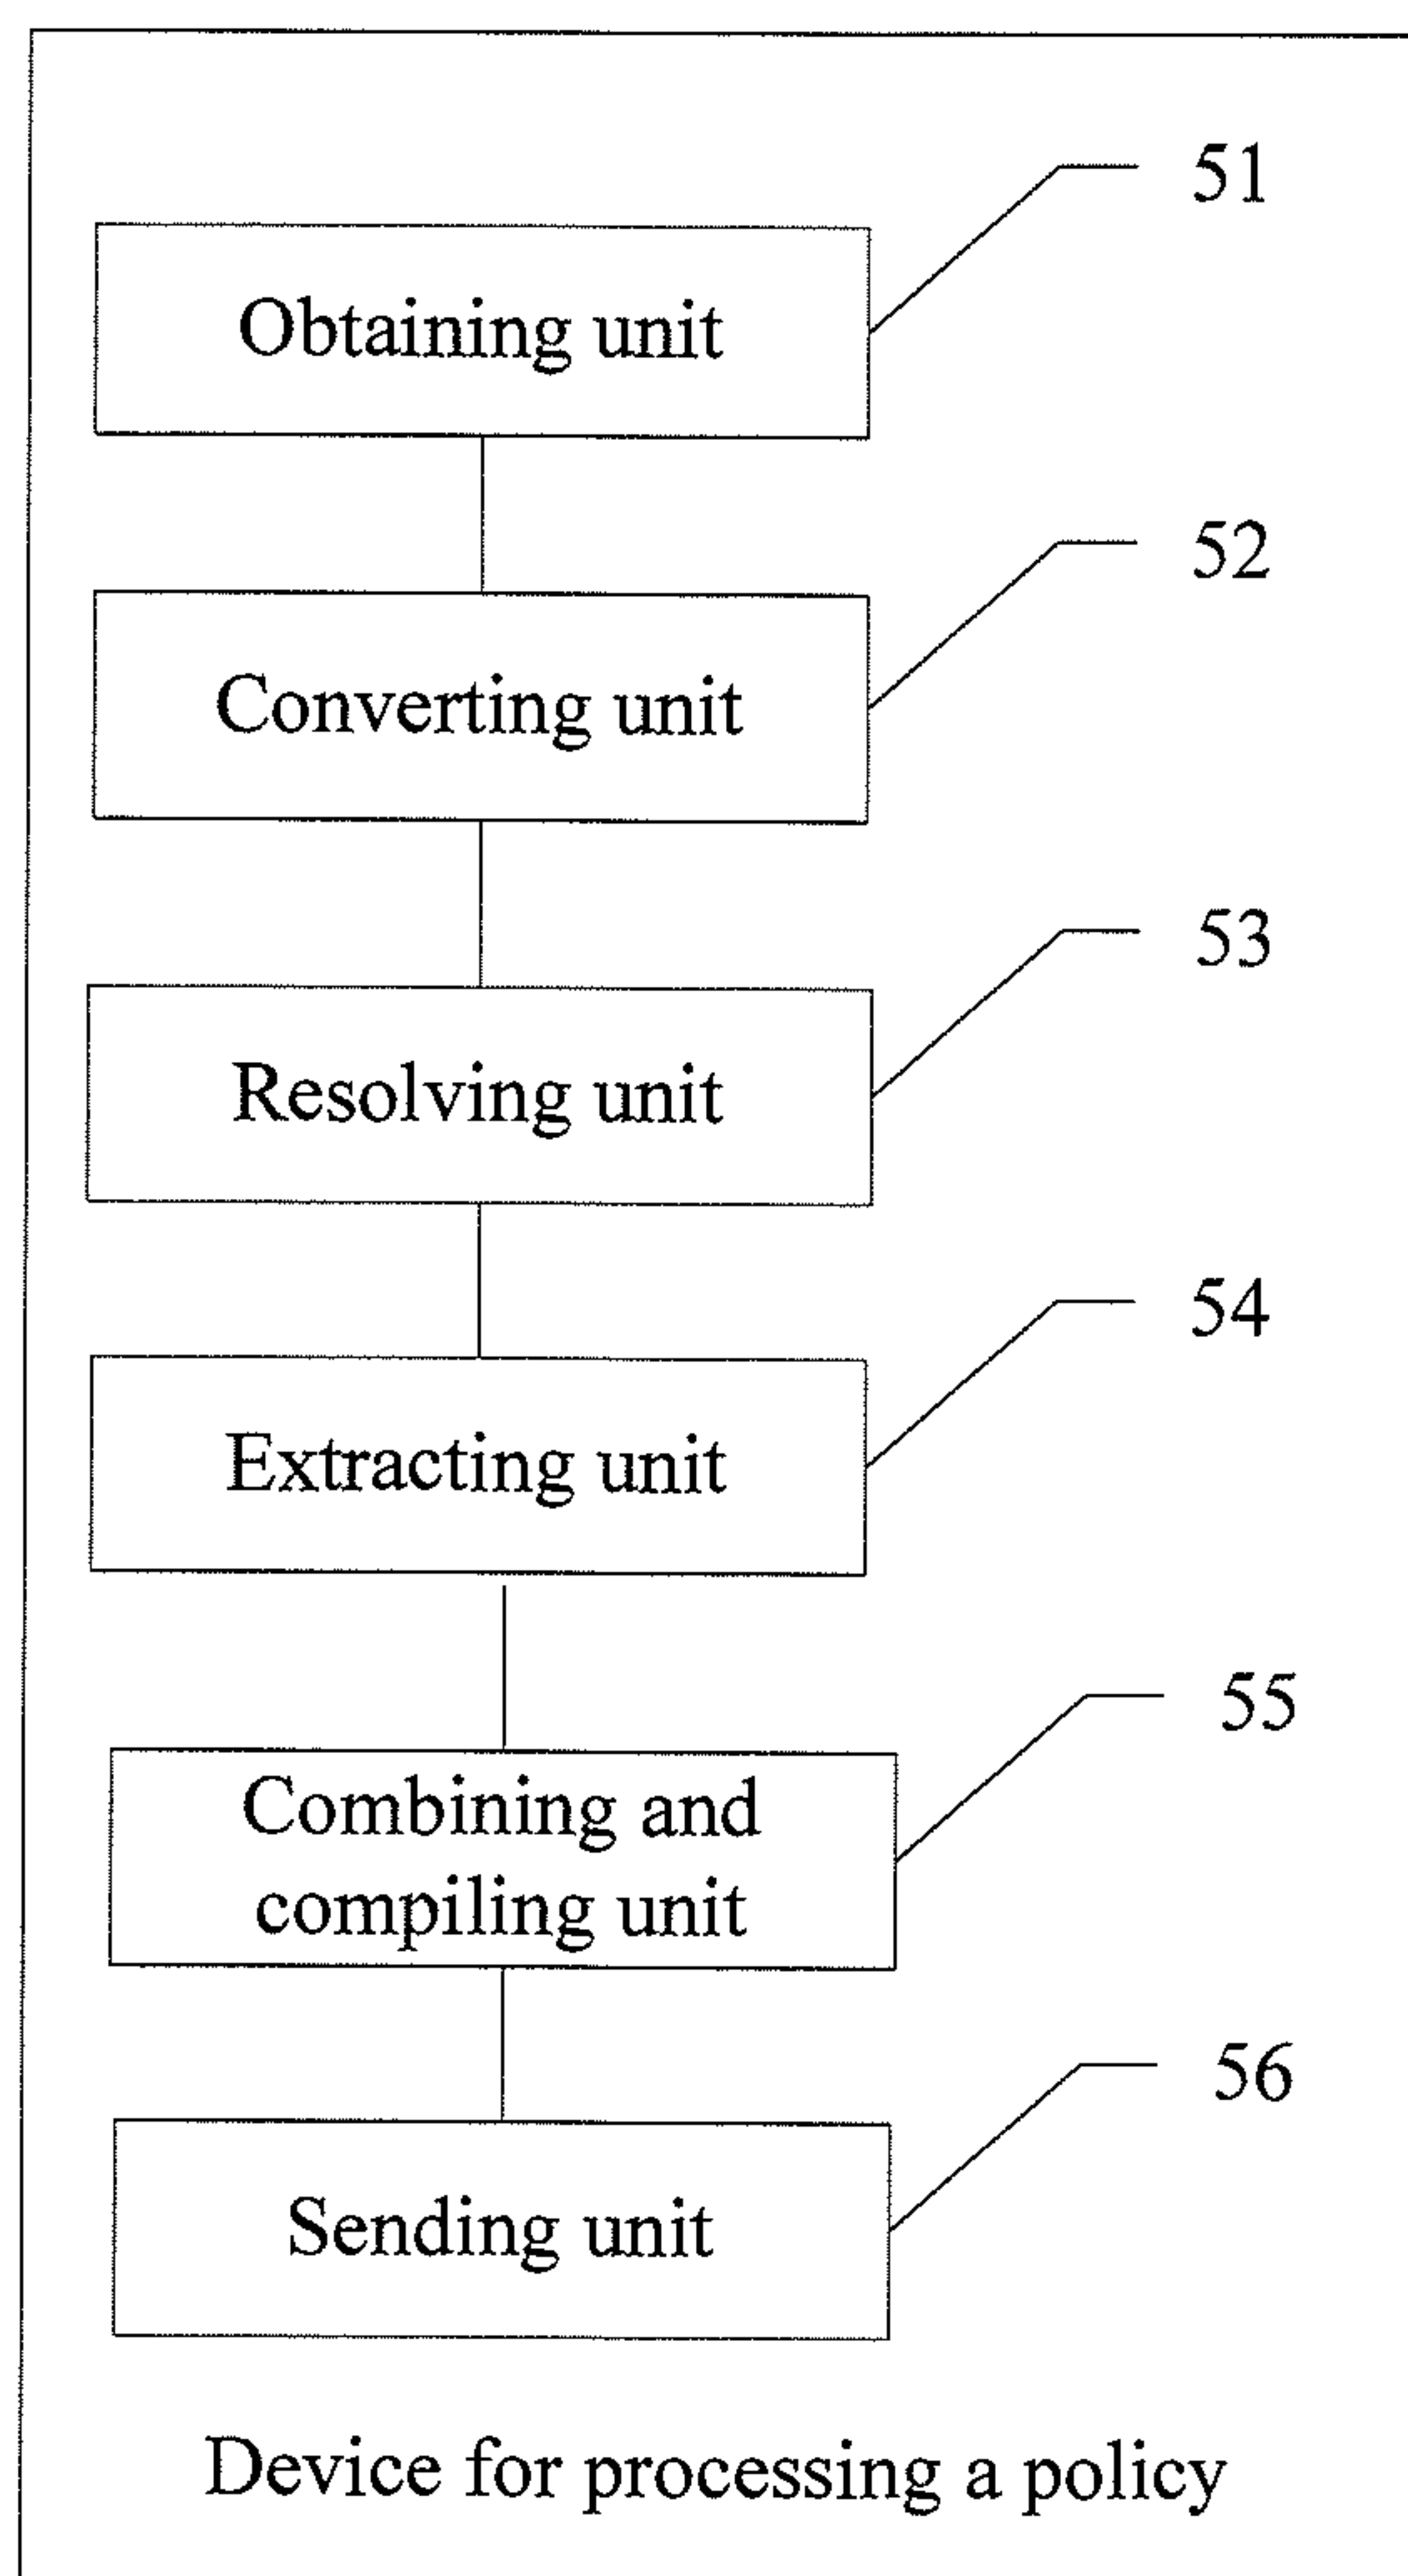 51
Obtaining unit
52
Converting unit
53
Resolving unit
54
Extracting unit
55
Combining and
compiling unit
56
Sending unit
Device for processing a policy